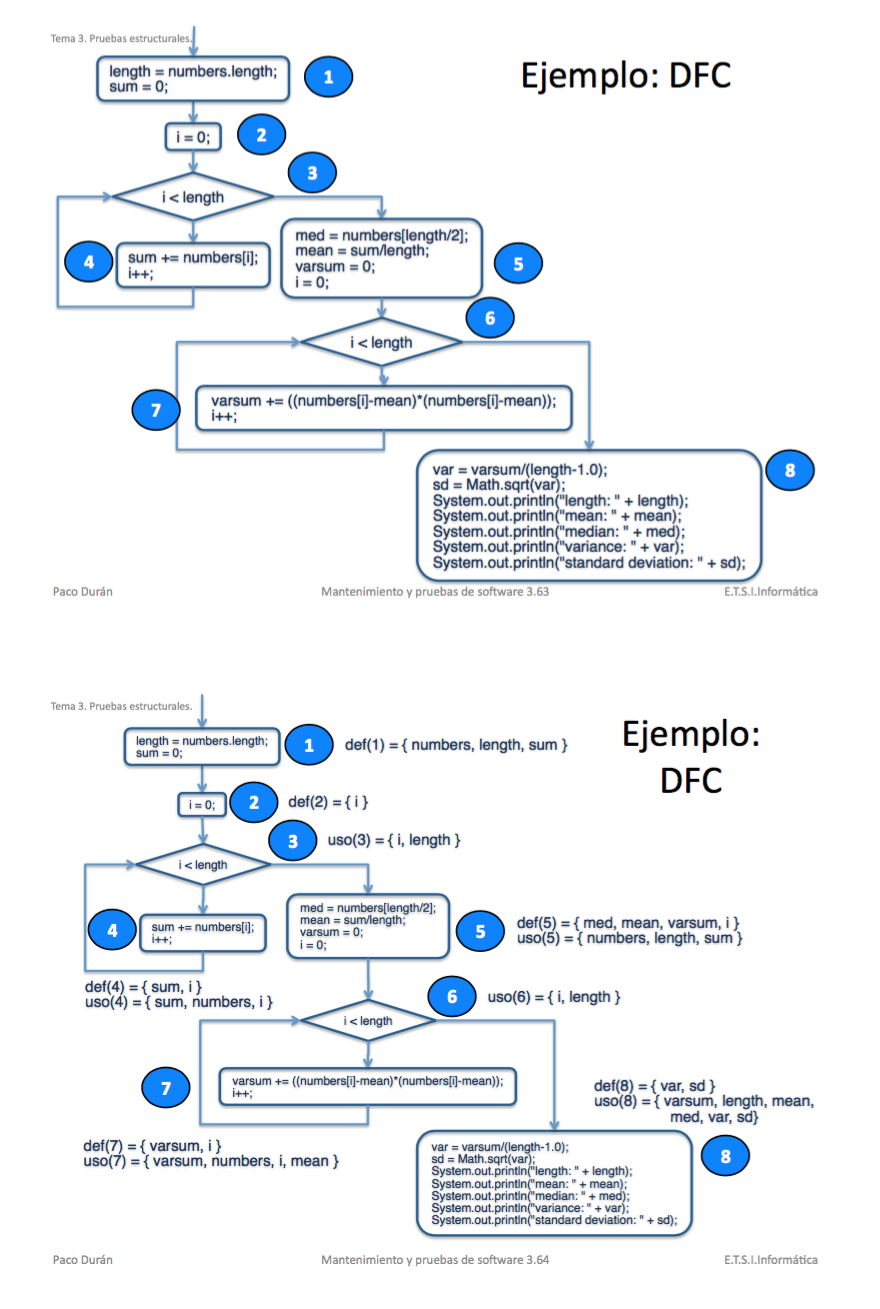 Tema 3. Pruebas estructurales.
Ejemplo: DFC
length = numbers.length;
sum = 0;
1
i = 0;
2
3
i < length
4
sum += numbers[i];
i++;
med = numbers[length/2];
mean = sum/length;
varsum = 0;
i = 0;
5
6
i < length
7
varsum += ((numbers[i]-mean)*(numbers[i]-mean));
i++;
8
var = varsum/(length-1.0);
sd = Math.sqrt(var);
System.out.println("length: " + length);
System.out.println("mean: " + mean);
System.out.println("median: " + med);
System.out.println("variance: " + var);
System.out.println("standard deviation: " + sd);
Paco Durán
Mantenimiento y pruebas de software 3.63
E.T.S.I.Informática
Tema 3. Pruebas estructurales.
Ejemplo:
DFC
length = numbers.length;
sum = 0;
1
def(1) = { numbers, length, sum }
i = 0;
2
def(2) = { i }
3
uso(3) = { i, length }
i < length
4
sum += numbers[i];
i++;
def(4) = { sum, i }
uso(4) = { sum, numbers, i }
med = numbers[length/2];
mean = sum/length;
varsum = 0;
i = 0;
5
def(5) = { med, mean, varsum, i }
uso(5) = { numbers, length, sum }
6
uso(6) = { i, length }
i < length
7
varsum += ((numbers[i]-mean)*(numbers[i]-mean));
i++;
def(7) = { varsum, i }
uso(7) = { varsum, numbers, i, mean }
def(8) = { var, sd }
uso(8) = { varsum, length, mean,
med, var, sd}
8
var = varsum/(length-1.0);
sd = Math.sqrt(var);
System.out.println("length: " + length);
System.out.println("mean: " + mean);
System.out.println("median: " + med);
System.out.println("variance: " + var);
System.out.println("standard deviation: " + sd);
Paco Durán
Mantenimiento y pruebas de software 3.64
E.T.S.I.Informática